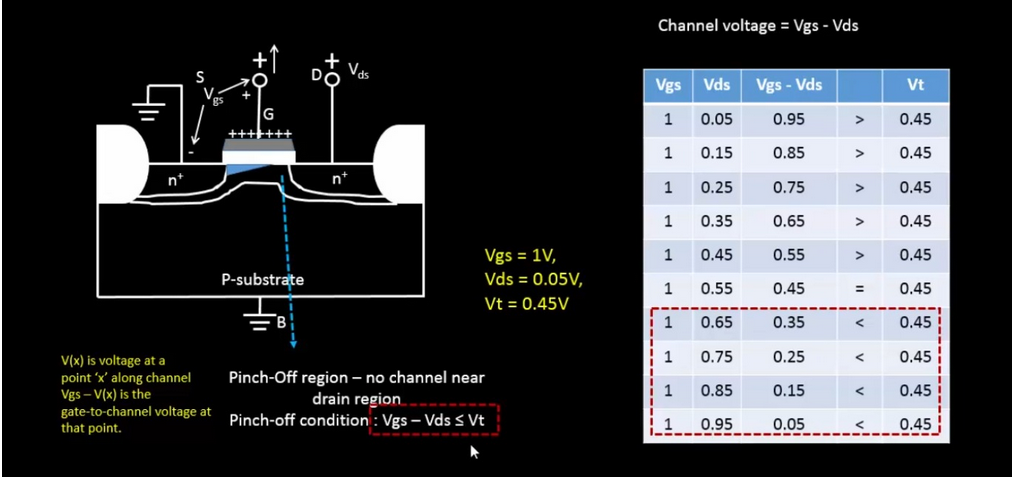 Channel voltage = Vgs - Vds
Vgs Vds Vgs - Vds Vt
1 0.05 0.95 > 0.45
1 0.15 0.85 > 0.45
1 0.25 0.75 > 0.45
1 0.35 0.65 > 0.45
1 0.45 0.55 > 0.45
1 0.55 0.45 = 0.45
1 0.65 0.35 < 0.45
1 0.75 0.25 < 0.45
1 0.85 0.15 < 0.45
1 0.95 0.05 < 0.45
+ +
S D Vds
Vgs +
G
+++++++
-
n+ n+
P-substrate
B
Vgs = 1V,
Vds = 0.05V,
Vt = 0.45V
V(x) is voltage at a
point ‘x’ along channel
Vgs – V(x) is the
gate-to-channel voltage at
that point.
Pinch-Off region – no channel near
drain region
Pinch-off condition : Vgs – Vds ≤ Vt